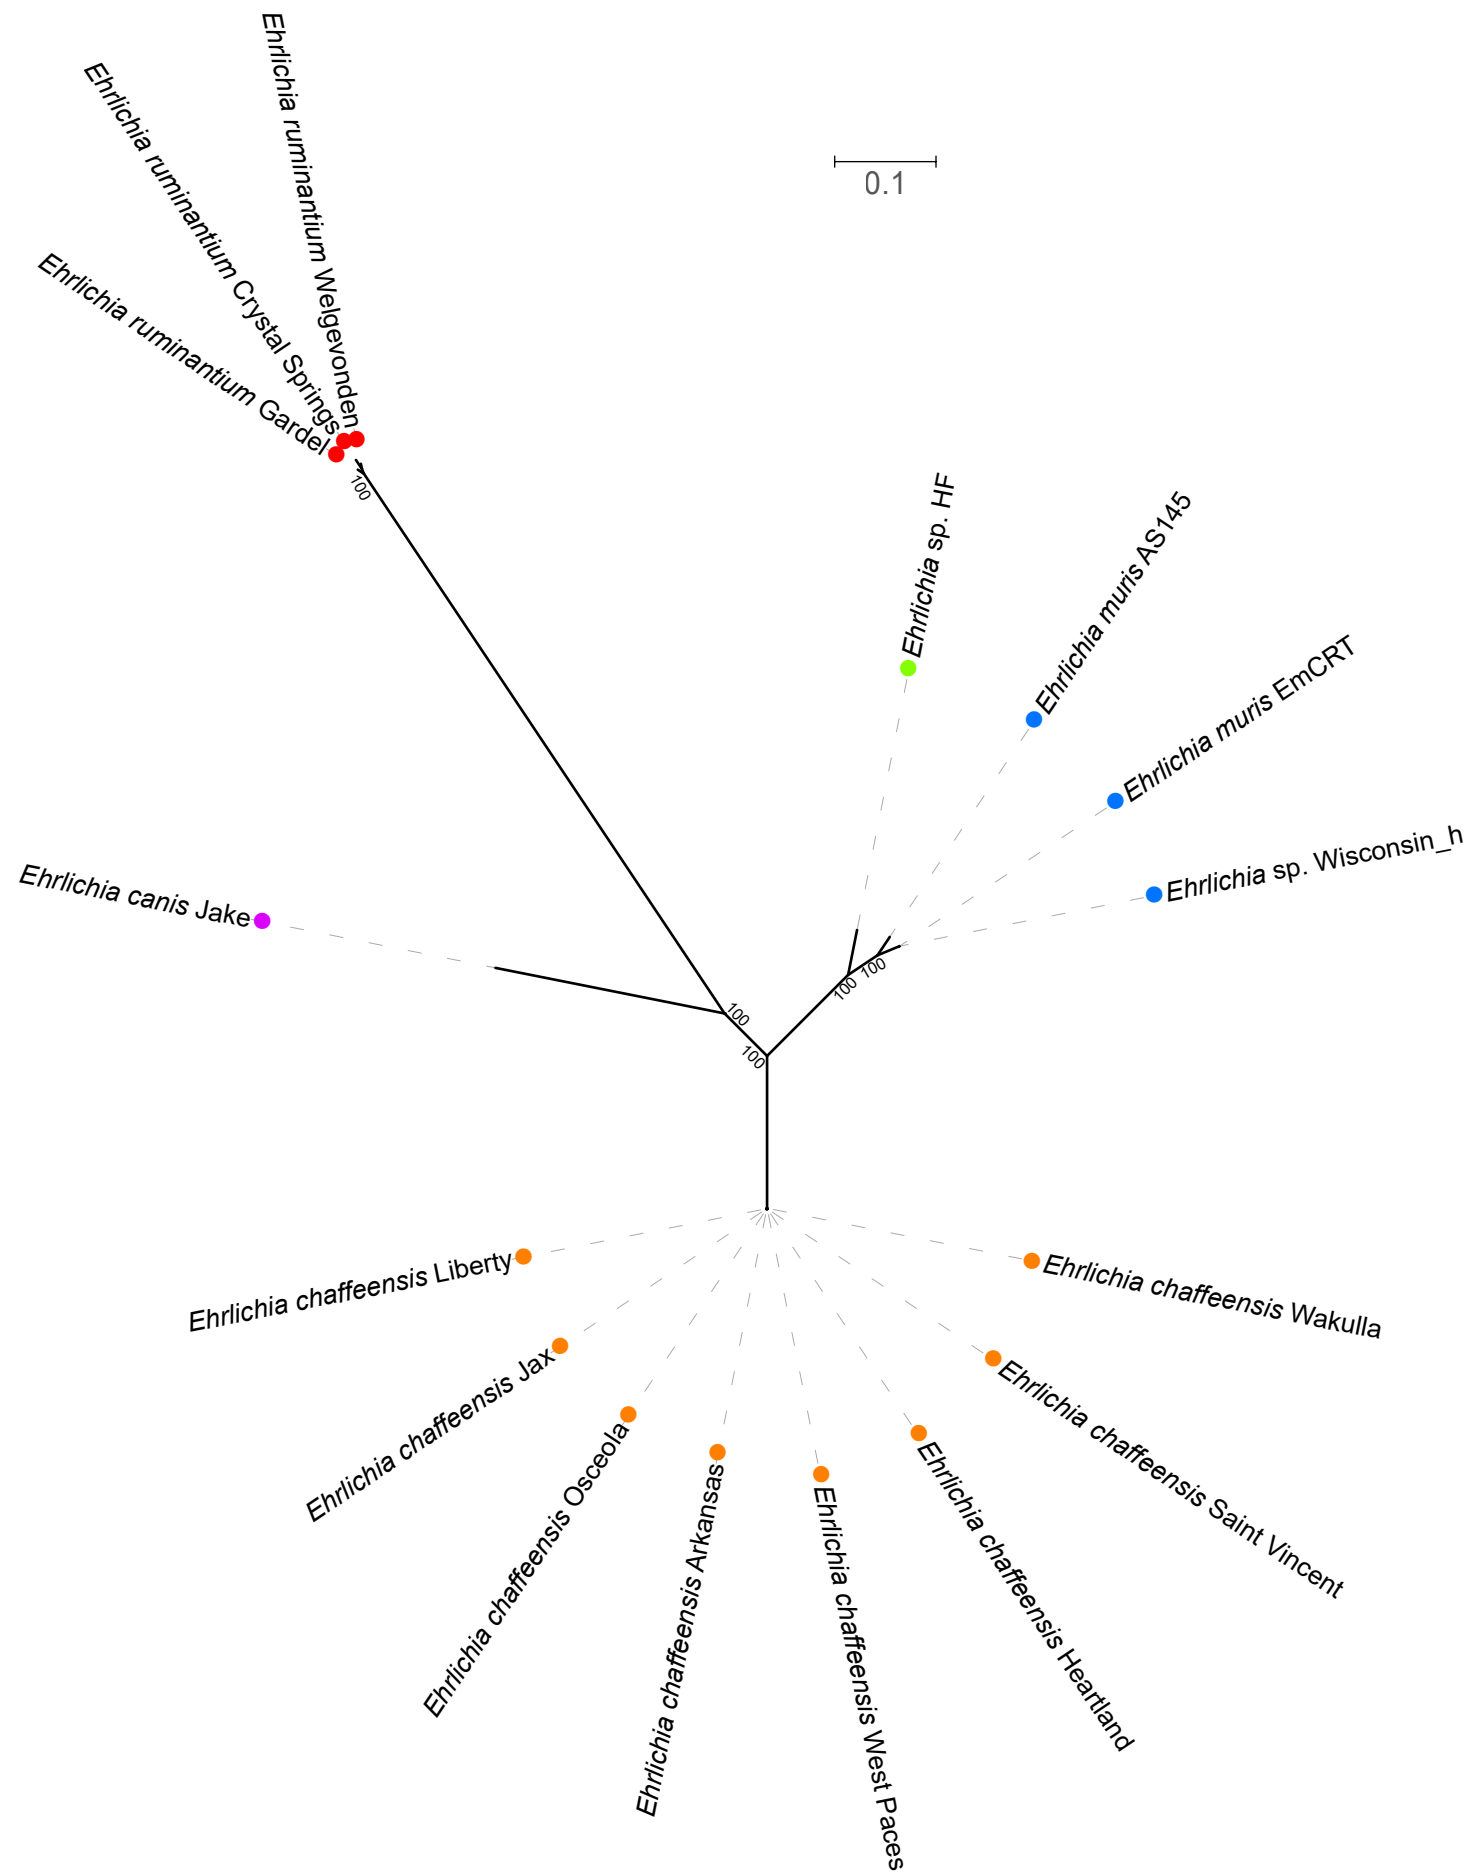 Ehrlichia ruminantium Welgevonden
Ehrlichia ruminantium Crystal Springs
Ehrlichia ruminantium Gardel
0.1
100
Ehrlichia sp. HF
Ehrlichia muris AS145
Ehrlichia muris EmCRT
Ehrlichia sp. Wisconsin_h
Ehrlichia canis Jake
100
100
100
100
Ehrlichia chaffeensis Liberty
Ehrlichia chaffeensis Jax
Ehrlichia chaffeensis Osceola
Ehrlichia chaffeensis Arkansas
Ehrlichia chaffeensis West Paces
Ehrlichia chaffeensis Heartland
Ehrlichia chaffeensis Saint Vincent
Ehrlichia chaffeensis Wakulla